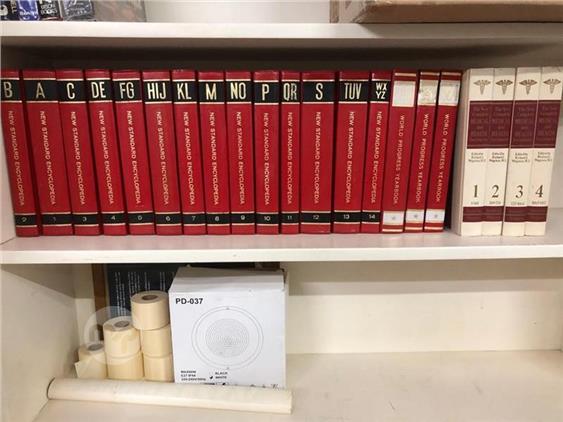 B
NEW STANDARD ENCYCLOPEDIA
2
A
NEW STANDARD ENCYCLOPEDIA
1
C
NEW STANDARD ENCYCLOPEDIA
3
DE
NEW STANDARD ENCYCLOPEDIA
4
FG
NEW STANDARD ENCYCLOPEDIA
5
HIJ
NEW STANDARD ENCYCLOPEDIA
6
KL
NEW STANDARD ENCYCLOPEDIA
7
M
NEW STANDARD ENCYCLOPEDIA
8
NO
NEW STANDARD ENCYCLOPEDIA
9
P
NEW STANDARD ENCYCLOPEDIA
10
QR
NEW STANDARD ENCYCLOPEDIA
11
S
NEW STANDARD ENCYCLOPEDIA
12
TUV
NEW STANDARD ENCYCLOPEDIA
13
WX
YZ
NEW STANDARD ENCYCLOPEDIA
14
WORLD PROGRESS YEARBOOK
WORLD PROGRESS YEARBOOK
WORLD PROGRESS YEARBOOK
1
2
3
4
PD-037
BLACK
WHITE